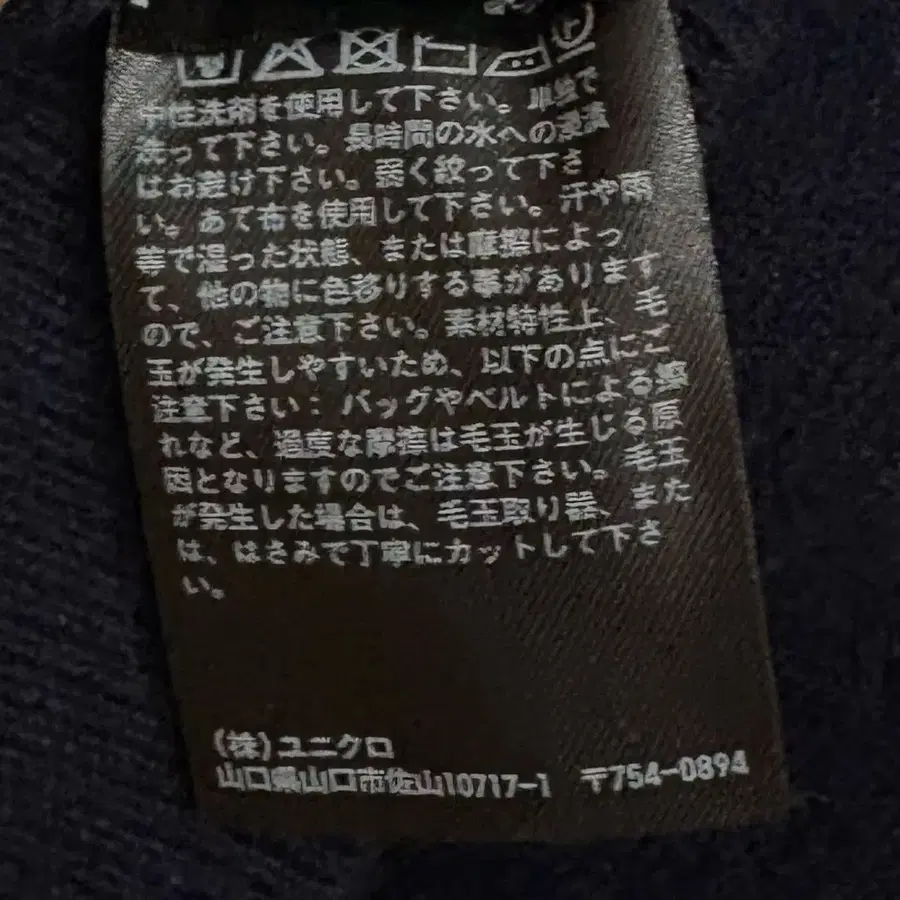 中性洗剤を使用して下さい。単独で
洗って下さい。長時間の水への浸漬
はお避け下さい。弱く絞って下さ
い。あて布を使用して下さい。汗や雨
等で湿った状態、または摩擦によっ
て、他の物に色移りする事があります
ので、ご注意下さい。素材特性上、毛
玉が発生しやすいため、以下の点にご
注意下さい：バッグやベルトによる擦
れなど、過度な摩擦は毛玉が生じる原
因となりますのでご注意下さい。毛玉
が発生した場合は、毛玉取り器、また
は、はさみで丁寧にカットして下さ
い。
(株)ユニクロ
山口県山口市佐山10717-1 〒754-0894